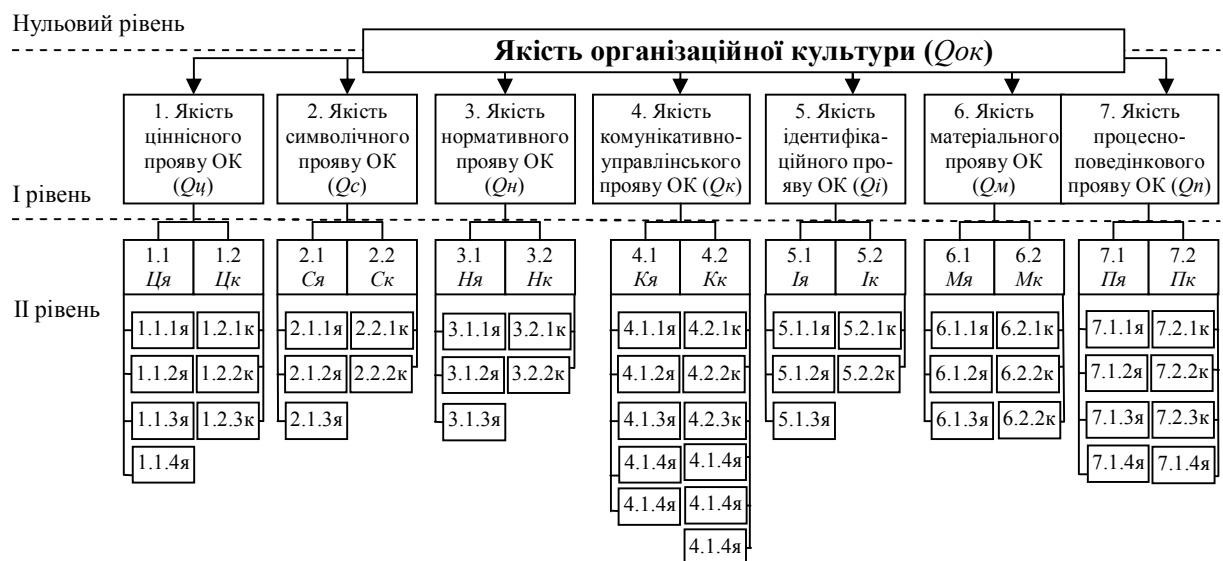 Нульовий рівень
Якість організаційної культури (Qок)
1. Якість
ціннісного
прояву ОК
(Qц)
2. Якість
символічного
прояву ОК
(Qс)
3. Якість
нормативного
прояву ОК
(Qн)
4. Якість
комунікативно-
управлінського
прояву ОК (Qк)
5. Якість
ідентифіка-
ційного про-
яву ОК (Qі)
6. Якість
матеріального
прояву ОК
(Qм)
7. Якість
процесно-
поведінкового
прояву ОК (Qп)
І рівень
1.1 1.2 2.1 2.2 3.1 3.2 4.1 4.2 5.1 5.2 6.1 6.2 7.1 7.2
Ця Цк Ся Ск Ня Нк Кя Кк Ія Ік Мя Мк Пя Пк
ІІ рівень
1.1.1я 1.2.1к 2.1.1я 2.2.1к 3.1.1я 3.2.1к 4.1.1я 4.2.1к 5.1.1я 5.2.1к 6.1.1я 6.2.1к 7.1.1я 7.2.1к
1.1.2я 1.2.2к 2.1.2я 2.2.2к 3.1.2я 3.2.2к 4.1.2я 4.2.2к 5.1.2я 5.2.2к 6.1.2я 6.2.2к 7.1.2я 7.2.2к
1.1.3я 1.2.3к 2.1.3я 3.1.3я 4.1.3я 4.2.3к 5.1.3я 6.1.3я 6.2.2к 7.1.3я 7.2.3к
1.1.4я 4.1.4я 4.1.4я 7.1.4я 7.1.4я
4.1.4я 4.1.4я
4.1.4я